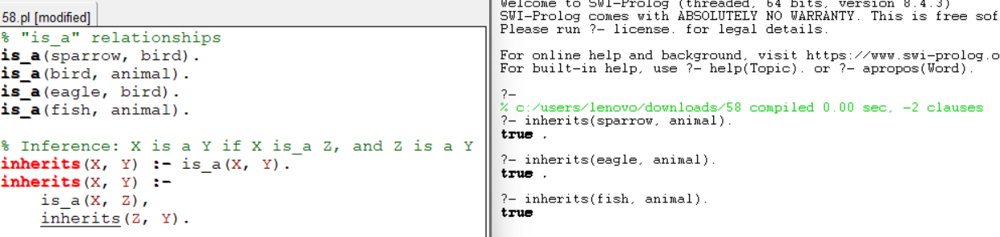 58.pl [modified]
% "is_a" relationships
is_a(sparrow, bird).
is_a(bird, animal).
is_a(eagle, bird).
is_a(fish, animal).
% Inference: X is a Y if X is_a Z, and Z is a Y
inherits(X, Y) :- is_a(X, Y).
inherits(X, Y) :-
is_a(X, Z),
inherits(Z, Y).
Welcome to SWI-Prolog (threaded, 64 bits, version 8.4.3)
SWI-Prolog comes with ABSOLUTELY NO WARRANTY. This is free sof
Please run ?- license. for legal details.
For online help and background, visit https://www.swi-prolog.o
For built-in help, use ?- help(Topic). or ?- apropos(Word).
?-
% c:/users/lenovo/downloads/58 compiled 0.00 sec, -2 clauses
?- inherits(sparrow, animal).
true .
?- inherits(eagle, animal).
true .
?- inherits(fish, animal).
true